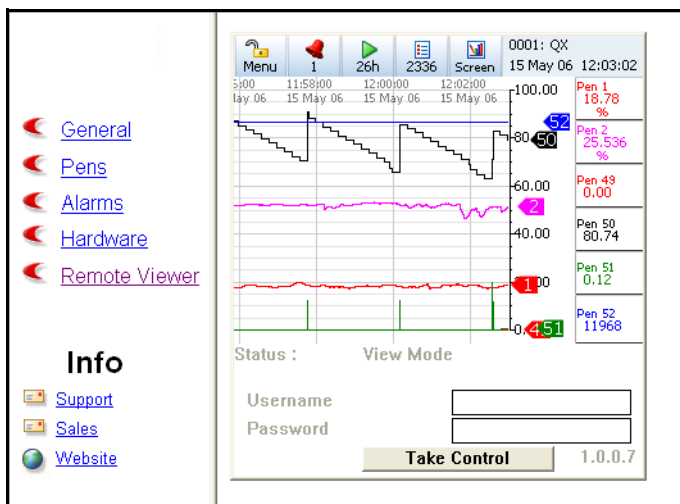 General
Pens
Alarms
Hardware
Remote Viewer
Info
Support
Sales
Website
Menu
1
26h
2336
Screen
0001: QX
15 May 06 12:03:02
5:00 11:58:00 12:00:00 12:02:00
May 06 15 May 06 15 May 06 15 May 06
100.00
80
60.00
40.00
52
50
2
1
51
Pen 1
18.78
%
Pen 2
25.536
%
Pen 49
0.00
Pen 50
80.74
Pen 51
0.12
Pen 52
11968
Status : View Mode
Username
Password
Take Control
1.0.0.7